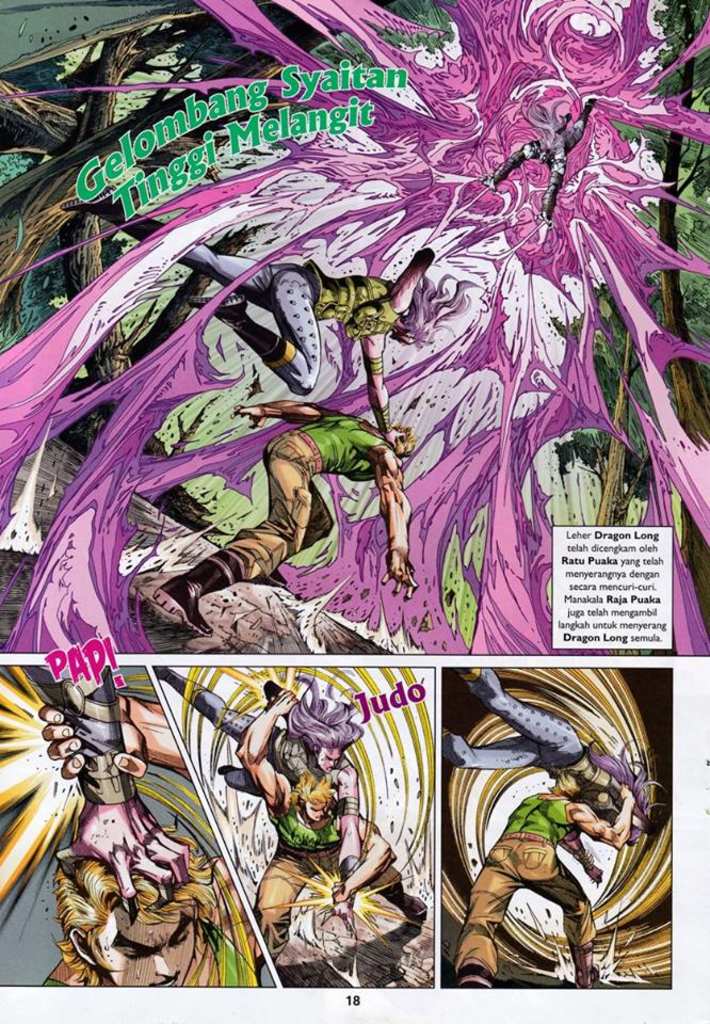 Gelombang Syaitan
Tinggi Melangit
Leher Dragon Long
telah dicengkam oleh
Ratu Puaka yang telah
menyerangnya dengan
secara mencuri-curi.
Manakala Raja Puaka
juga telah mengambil
langkah untuk menyerang
Dragon Long semula.
PAP!
Judo
18